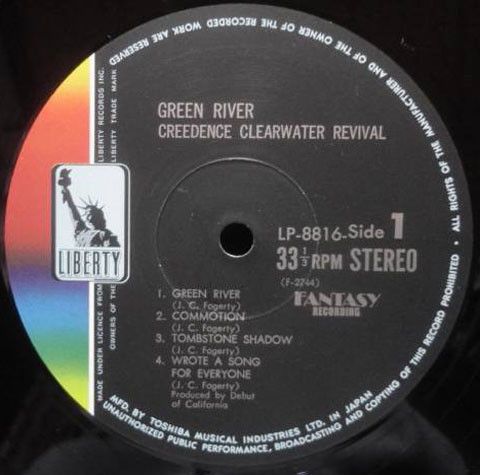 GREEN RIVER
CREEDENCE CLEARWATER REVIVAL
LP-8816-Side 1
33 1/3 RPM STEREO
(F-2744)
FANTASY
RECORDING
1. GREEN RIVER
(J. C. Fogerty)
2. COMMOTION
(J. C. Fogerty)
3. TOMBSTONE SHADOW
(J. C. Fogerty)
4. WROTE A SONG
FOR EVERYONE
(J. C. Fogerty)
Produced by Debut
of California
LIBERTY
MADE UNDER LICENCE FROM LIBERTY RECORDS INC.
OWNERS OF THE LIBERTY TRADE MARK
MFD. BY TOSHIBA MUSICAL INDUSTRIES LTD. IN JAPAN
ALL RIGHTS OF THE MANUFACTURER AND OF THE OWNER OF THE RECORDED WORK ARE RESERVED
UNAUTHORIZED PUBLIC PERFORMANCE, BROADCASTING AND COPYING OF THIS RECORD PROHIBITED